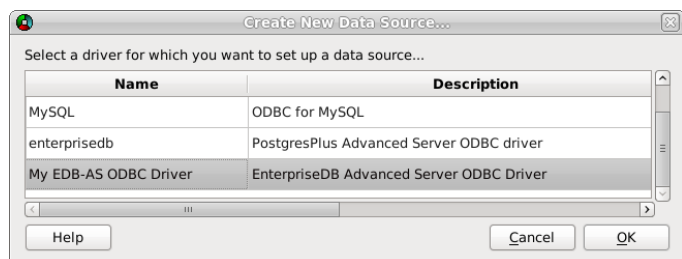 Create New Data Source...
Select a driver for which you want to set up a data source...
Name Description
MySQL ODBC for MySQL
enterprisedb PostgresPlus Advanced Server ODBC driver
My EDB-AS ODBC Driver EnterpriseDB Advanced Server ODBC Driver
Help Cancel OK